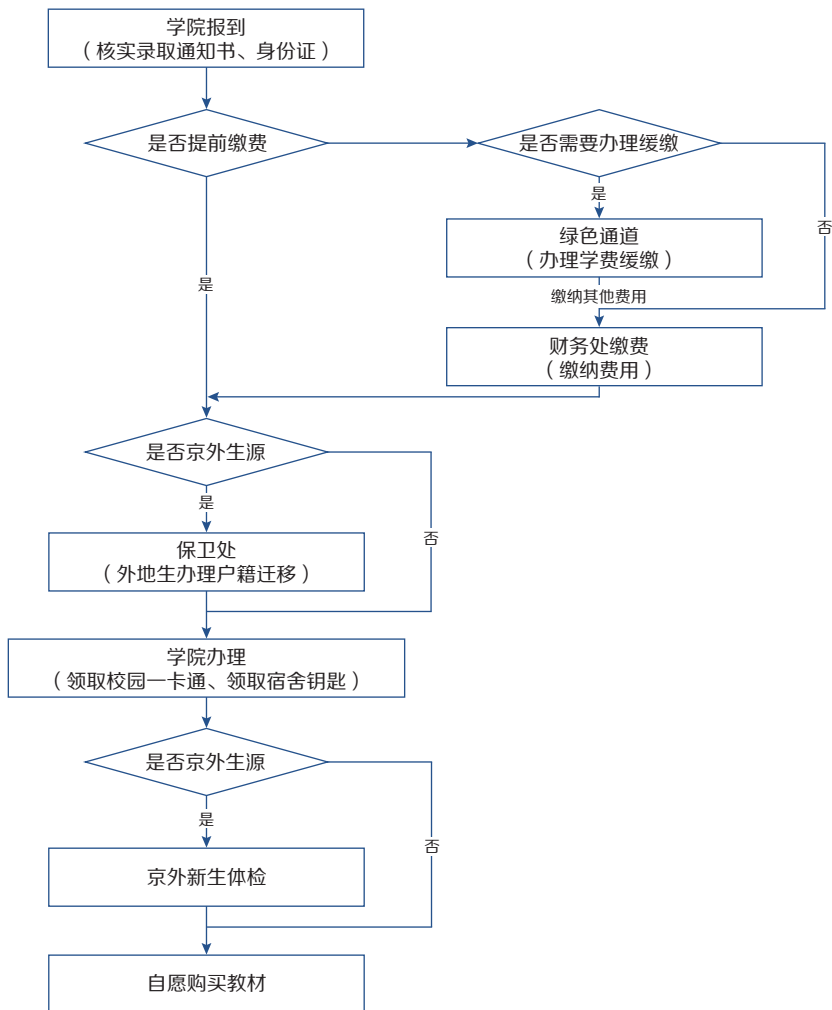 学院报到
（核实录取通知书、身份证）
是否提前缴费
是否需要办理缓缴
是
否
绿色通道
（办理学费缓缴）
是
缴纳其他费用
财务处缴费
（缴纳费用）
是否京外生源
是
否
保卫处
（外地生办理户籍迁移）
学院办理
（领取校园一卡通、领取宿舍钥匙）
是否京外生源
是
否
京外新生体检
自愿购买教材